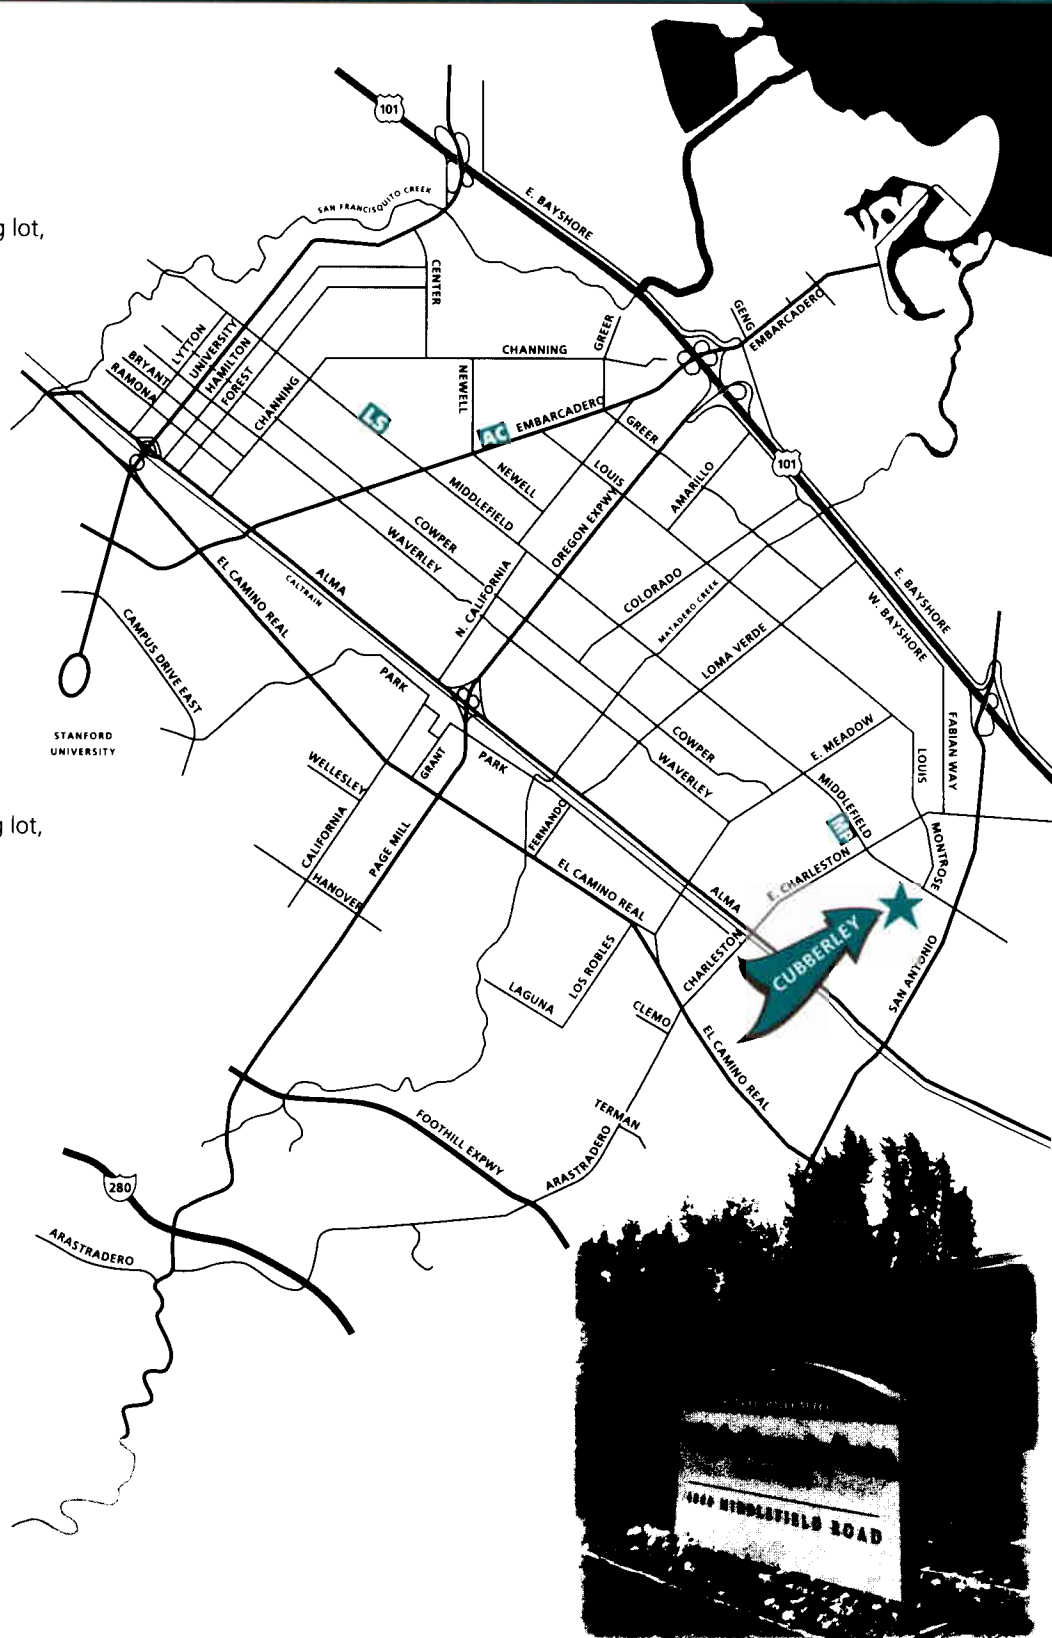 101
SAN FRANCISQUITO CREEK
E. BAYSHORE
g lot,
CENTER
GENG
EMBARCADERO
GREER
LYTTON
UNIVERSITY
HAMILTON
FOREST
BRYANT
RAMONA
CHANNING
CHANNING
NEWELL
LS
AC
EMBARCADERO
GREER
101
NEWELL
LOUIS
AMARILLO
MIDDLEFIELD
COWPER
WAVERLEY
OREGON EXPWY
EL CAMINO REAL
ALMA
CALTRAIN
N. CALIFORNIA
COLORADO
MATADERO CREEK
E. BAYSHORE
W. BAYSHORE
CAMPUS DRIVE EAST
LOMA VERDE
PARK
STANFORD
UNIVERSITY
GRANT
PARK
COWPER
WAVERLEY
E. MEADOW
FABIAN WAY
LOUIS
WELLESLEY
CALIFORNIA
PAGE MILL
FERNANDO
MIDDLEFIELD
MP
MONTROSE
g lot,
HANOVER
EL CAMINO REAL
ALMA
E. CHARLESTON
CUBBERLEY
CHARLESTON
LOS ROBLES
LAGUNA
CLEMO
SAN ANTONIO
EL CAMINO REAL
FOOTHILL EXPWY
TERMAN
ARASTRADERO
280
ARASTRADERO
MIDDLEFIELD ROAD